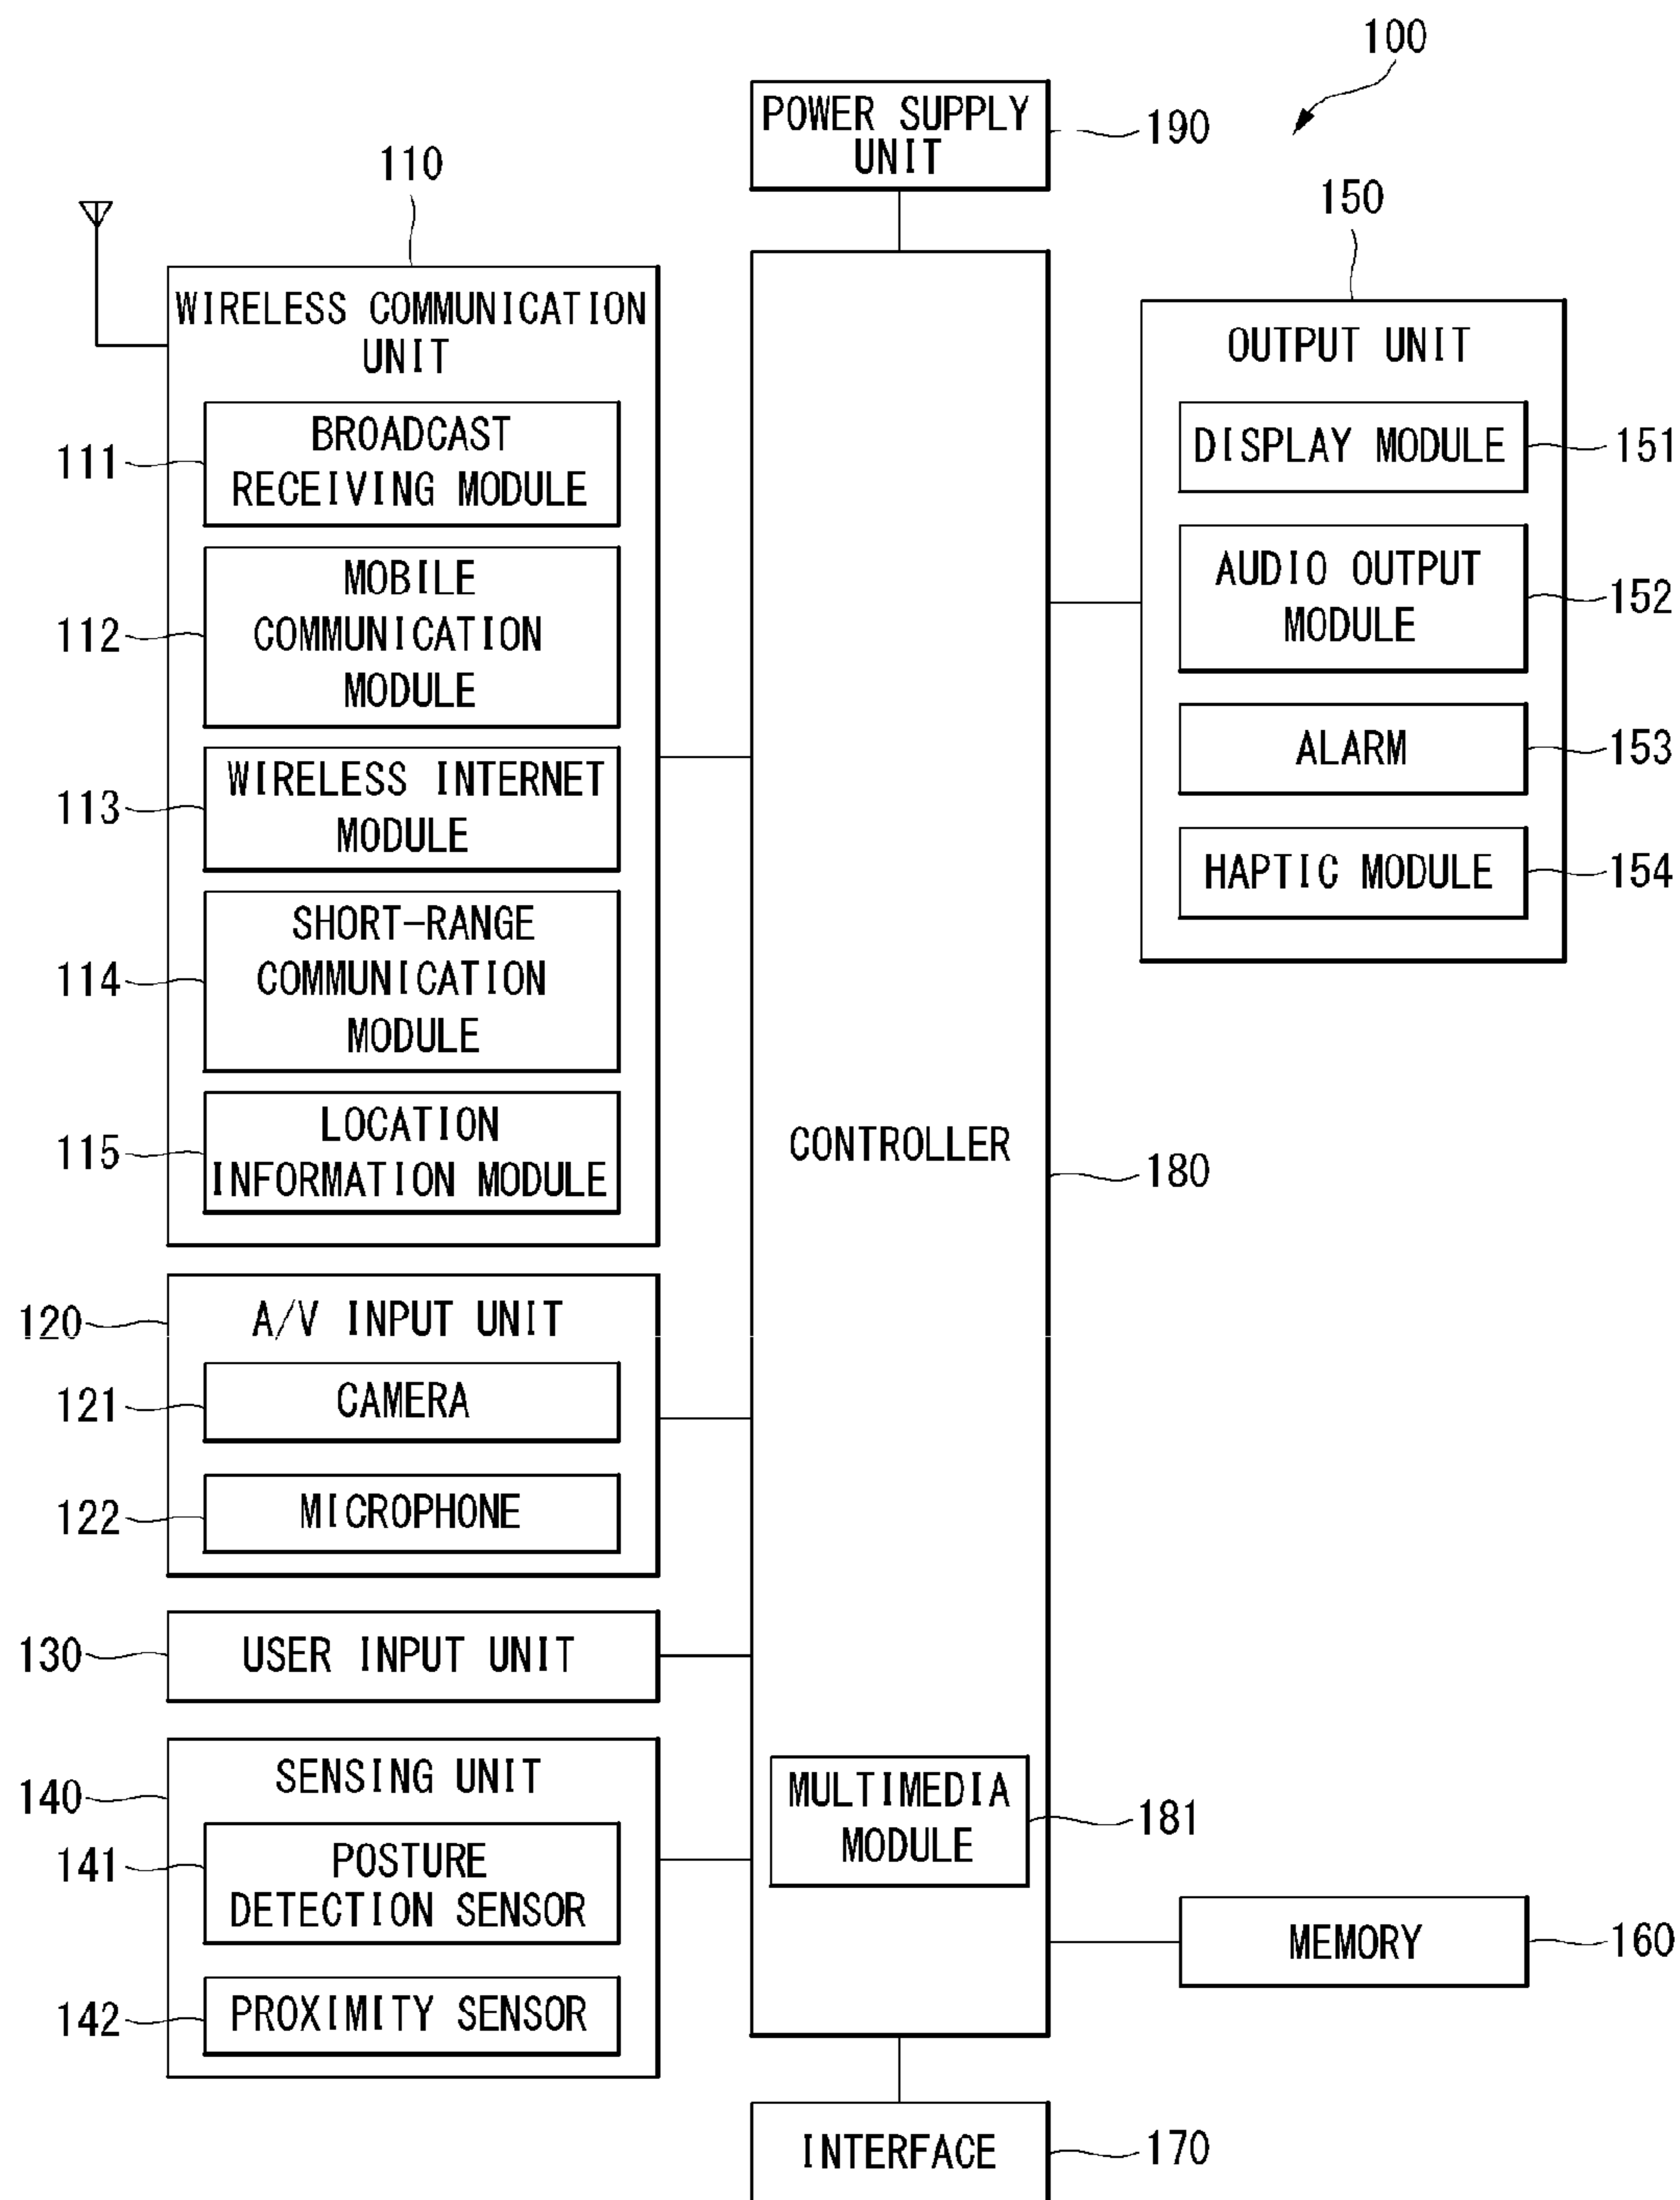 100
POWER SUPPLY
UNIT
190
110
150
WIRELESS COMMUNICATION
UNIT
BROADCAST
RECEIVING MODULE
111
MOBILE
COMMUNICATION
MODULE
112
WIRELESS INTERNET
MODULE
113
SHORT-RANGE
COMMUNICATION
MODULE
114
LOCATION
INFORMATION MODULE
115
OUTPUT UNIT
DISPLAY MODULE
151
AUDIO OUTPUT
MODULE
152
ALARM
153
HAPTIC MODULE
154
CONTROLLER
180
120
A/V INPUT UNIT
121
CAMERA
122
MICROPHONE
130
USER INPUT UNIT
140
SENSING UNIT
141
POSTURE
DETECTION SENSOR
142
PROXIMITY SENSOR
MULTIMEDIA
MODULE
181
MEMORY
160
INTERFACE
170